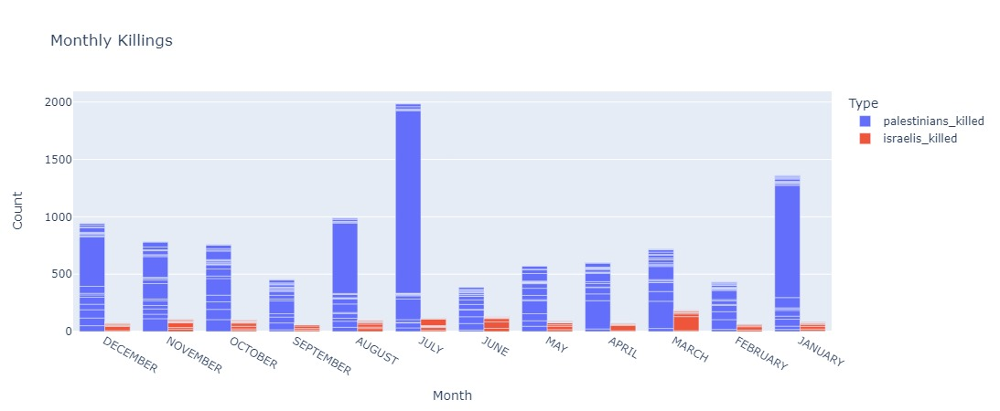 Monthly Killings
Type
palestinians_killed
israelis_killed
Count
2000
1500
1000
500
0
DECEMBER
NOVEMBER
OCTOBER
SEPTEMBER
AUGUST
JULY
JUNE
MAY
APRIL
MARCH
FEBRUARY
JANUARY
Month